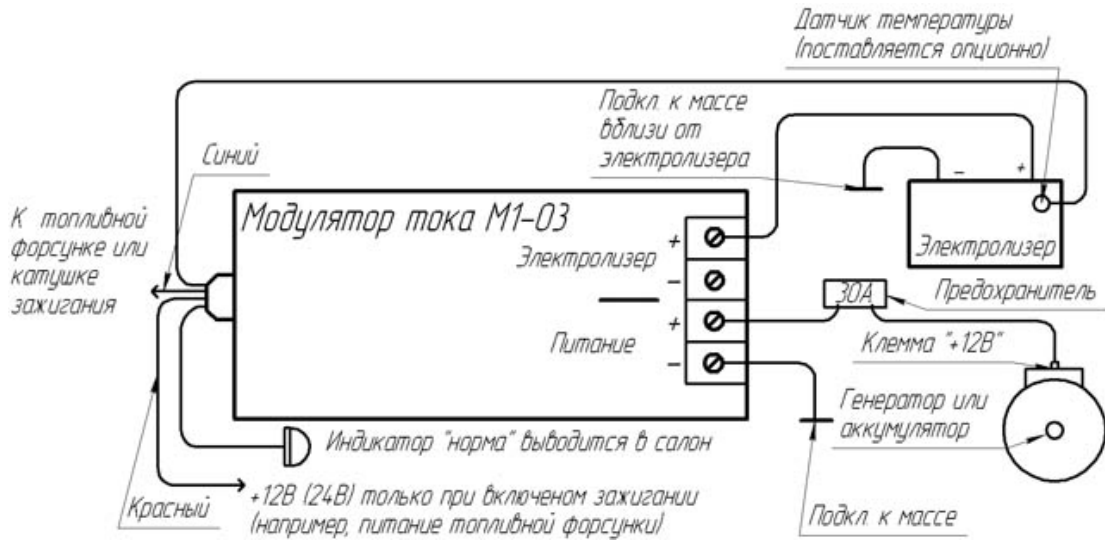 Датчик температуры
(поставляется опционно)
Подкл. к массе
вблизи от
электролизера
Синий
К топливной
форсунке или
катушке
зажигания
Модулятор тока М1-03
Электролизер
+
−
Питание
+
−
− +
Электролизер
30А
Предохранитель
Клемма "+12В"
Генератор или
аккумулятор
Индикатор "норма" выводится в салон
Красный
+12В (24В) только при включеном зажигании
(например, питание топливной форсунки)
Подкл. к массе